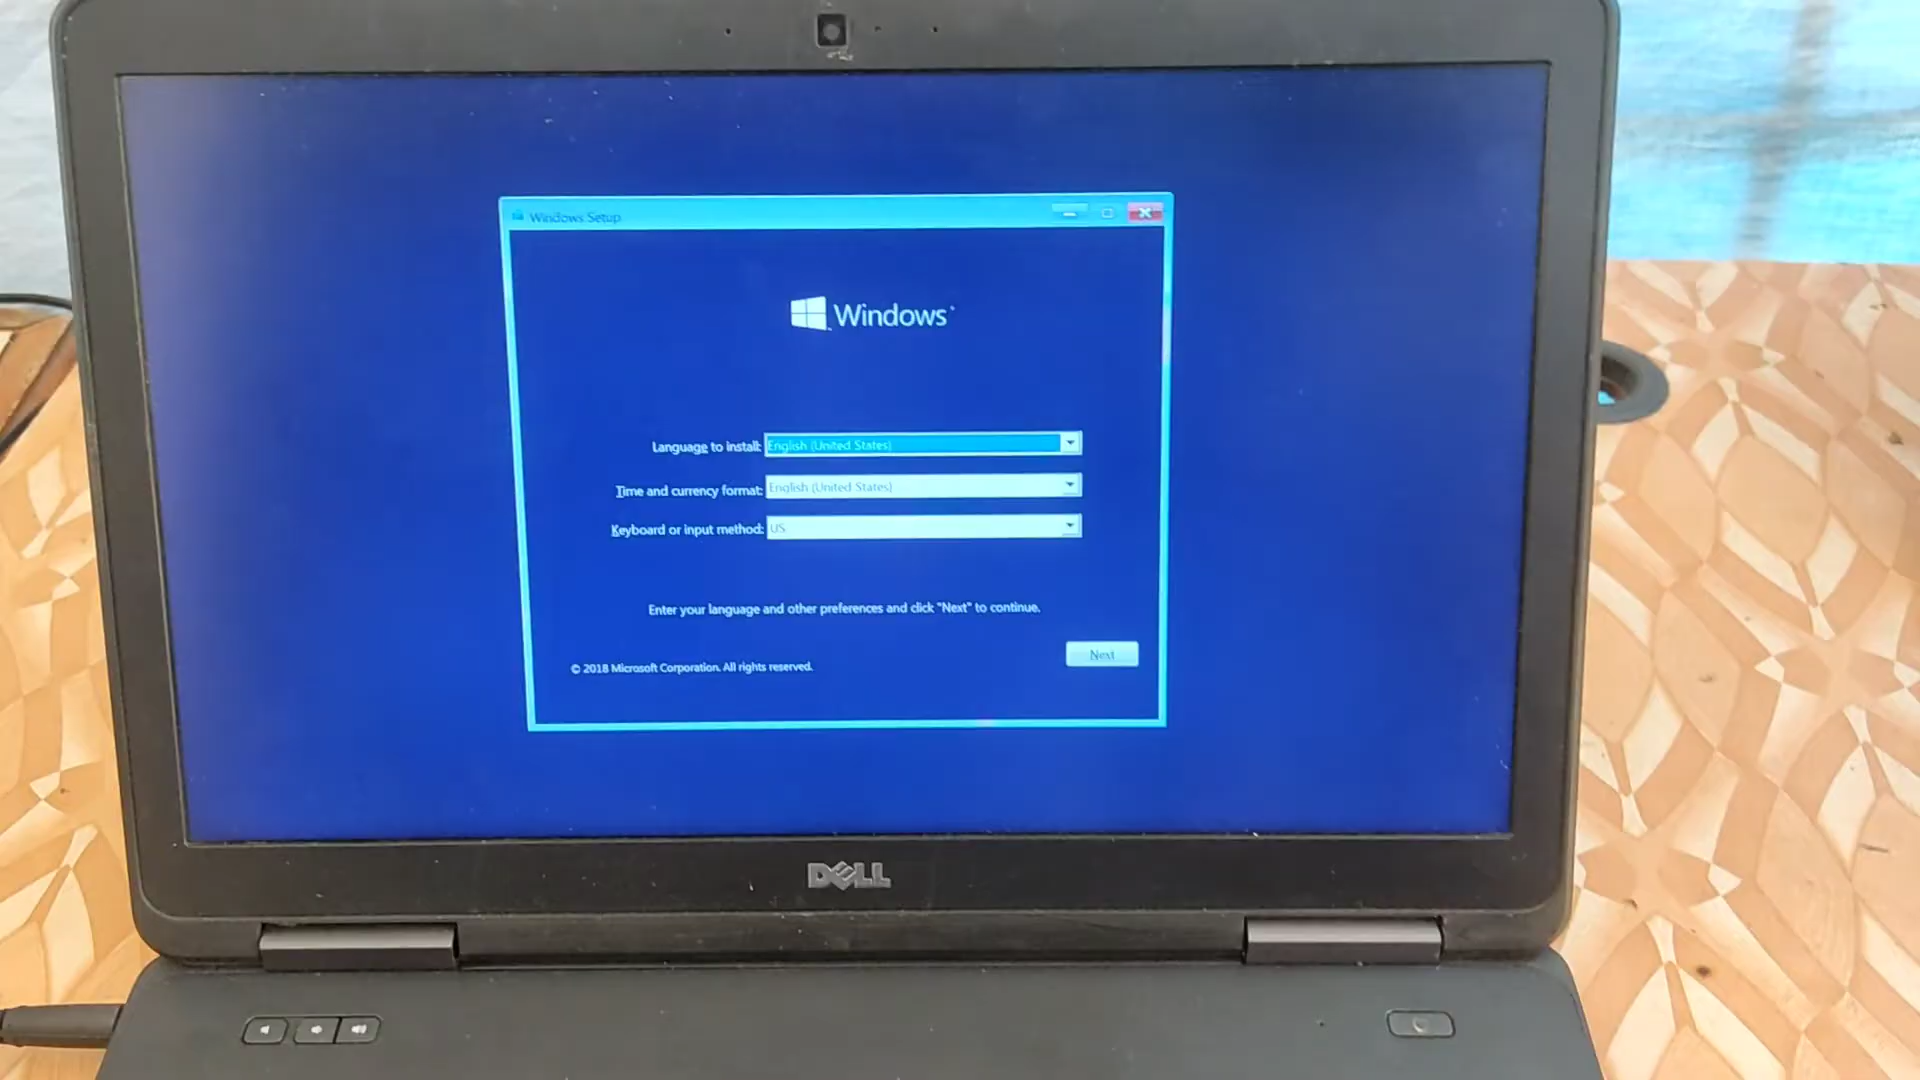 Windows Setup
Windows
Language to install: English (United States)
Time and currency format: English (United States)
Keyboard or input method: US
Enter your language and other preferences and click "Next" to continue.
Next
© 2018 Microsoft Corporation. All rights reserved.
DELL